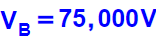 V_B = 75,000V